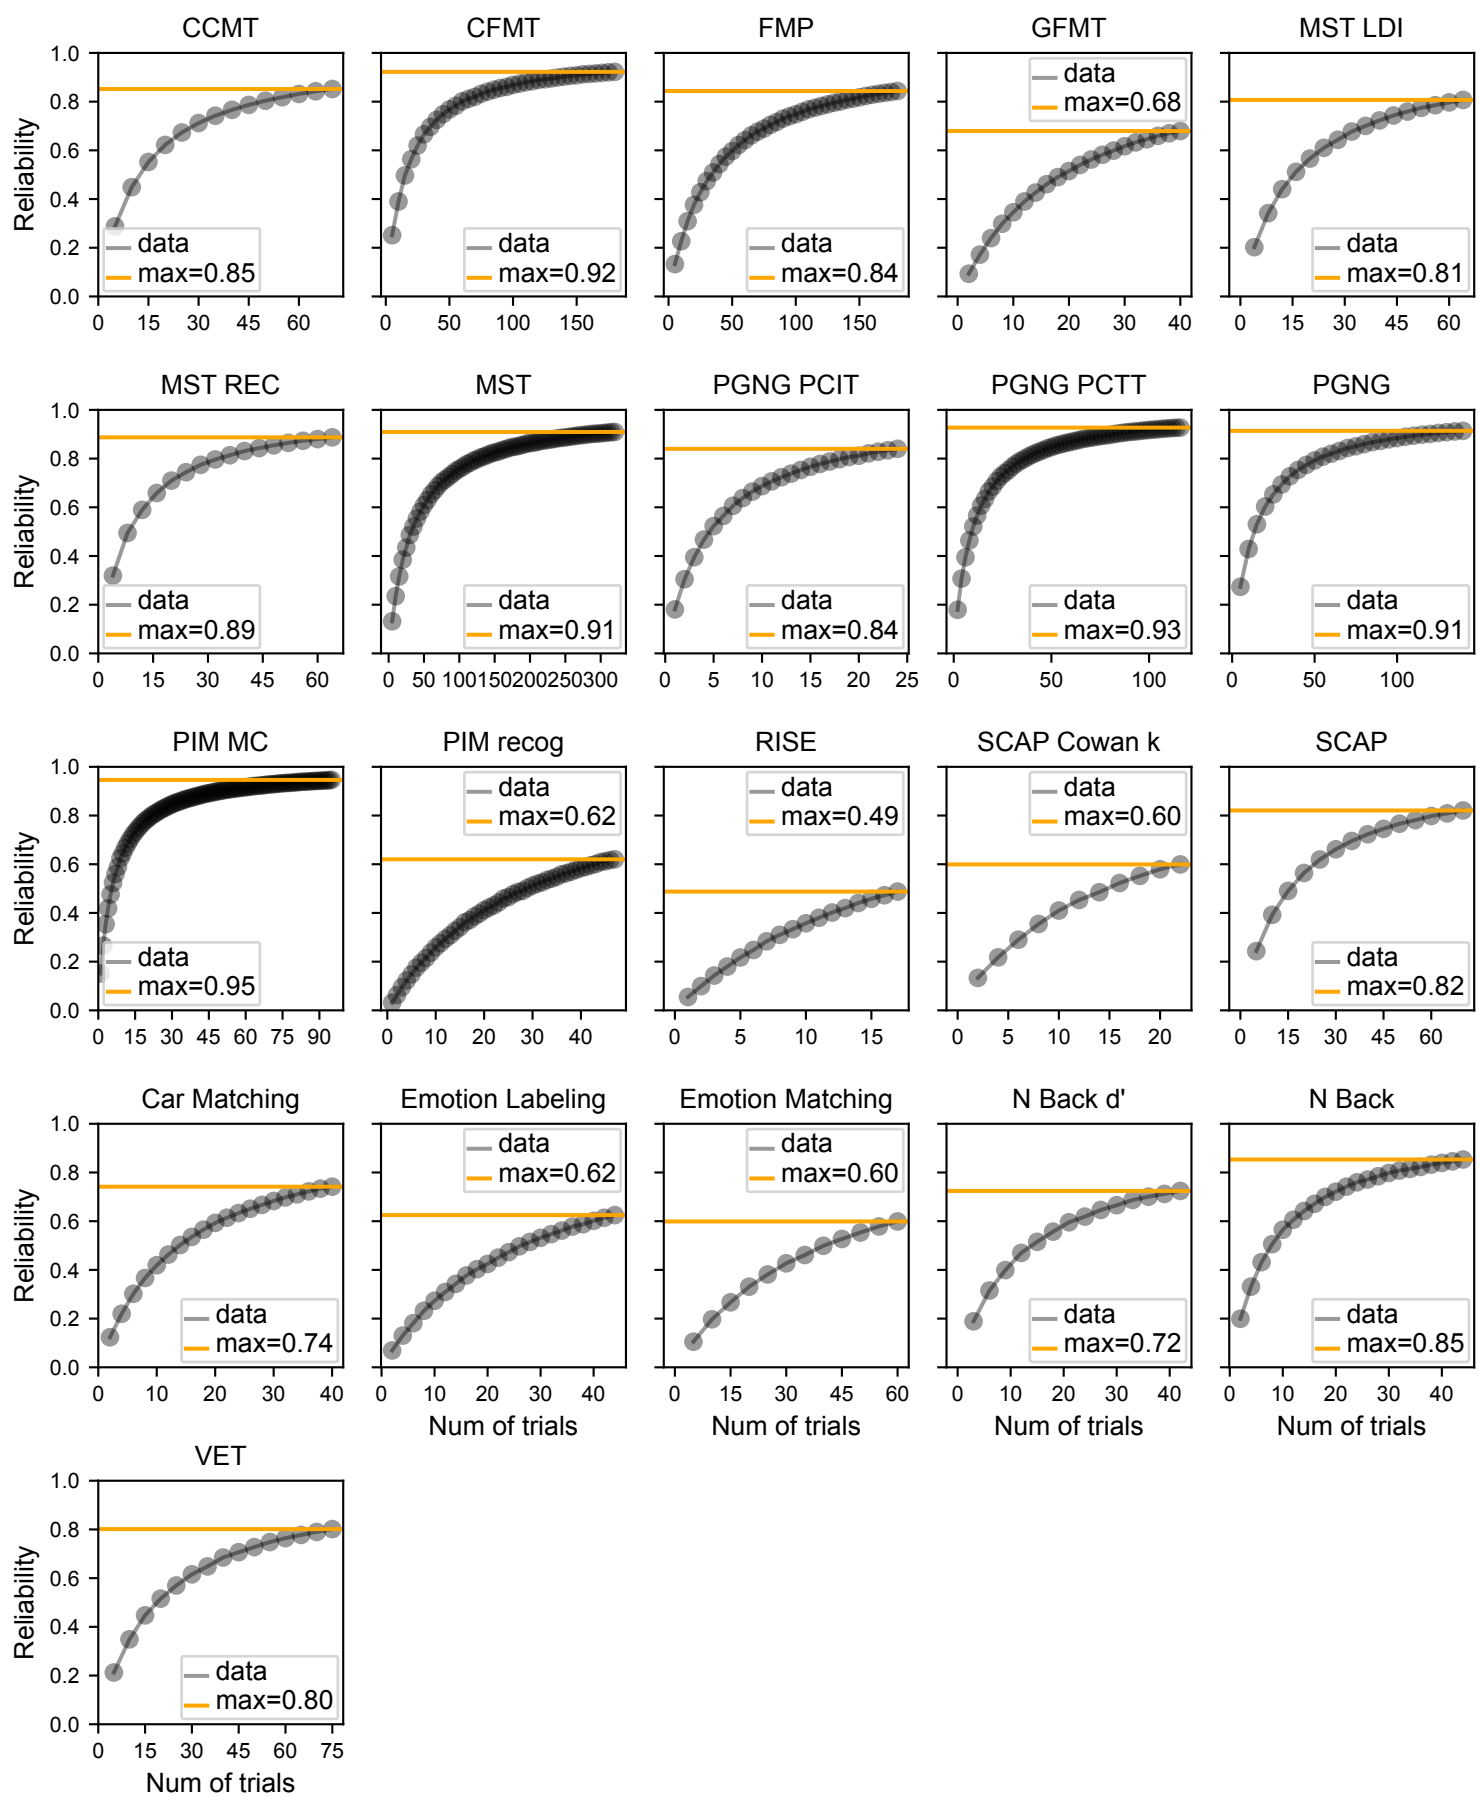 CCMT CFMT FMP GFMT MST LDI
Reliability
1.0
0.8
0.6
0.4
0.2
0.0
data
max=0.85
data
max=0.92
data
max=0.84
data
max=0.68
data
max=0.81
0 15 30 45 60
0 50 100 150
0 50 100 150
0 10 20 30 40
0 15 30 45 60
MST REC MST PGNG PCIT PGNG PCTT PGNG
Reliability
1.0
0.8
0.6
0.4
0.2
0.0
data
max=0.89
data
max=0.91
data
max=0.84
data
max=0.93
data
max=0.91
0 15 30 45 60
0 50 100 150 200 250 300
0 5 10 15 20 25
0 50 100
0 50 100
PIM MC PIM recog RISE SCAP Cowan k SCAP
Reliability
1.0
0.8
0.6
0.4
0.2
0.0
data
max=0.95
data
max=0.62
data
max=0.49
data
max=0.60
data
max=0.82
0 15 30 45 60 75 90
0 10 20 30 40
0 5 10 15
0 5 10 15 20
0 15 30 45 60
Car Matching Emotion Labeling Emotion Matching N Back d' N Back
Reliability
1.0
0.8
0.6
0.4
0.2
0.0
data
max=0.74
data
max=0.62
data
max=0.60
data
max=0.72
data
max=0.85
0 10 20 30 40
0 10 20 30 40
0 15 30 45 60
0 10 20 30 40
0 10 20 30 40
Num of trials
Num of trials
Num of trials
Num of trials
VET
Reliability
1.0
0.8
0.6
0.4
0.2
0.0
data
max=0.80
0 15 30 45 60 75
Num of trials